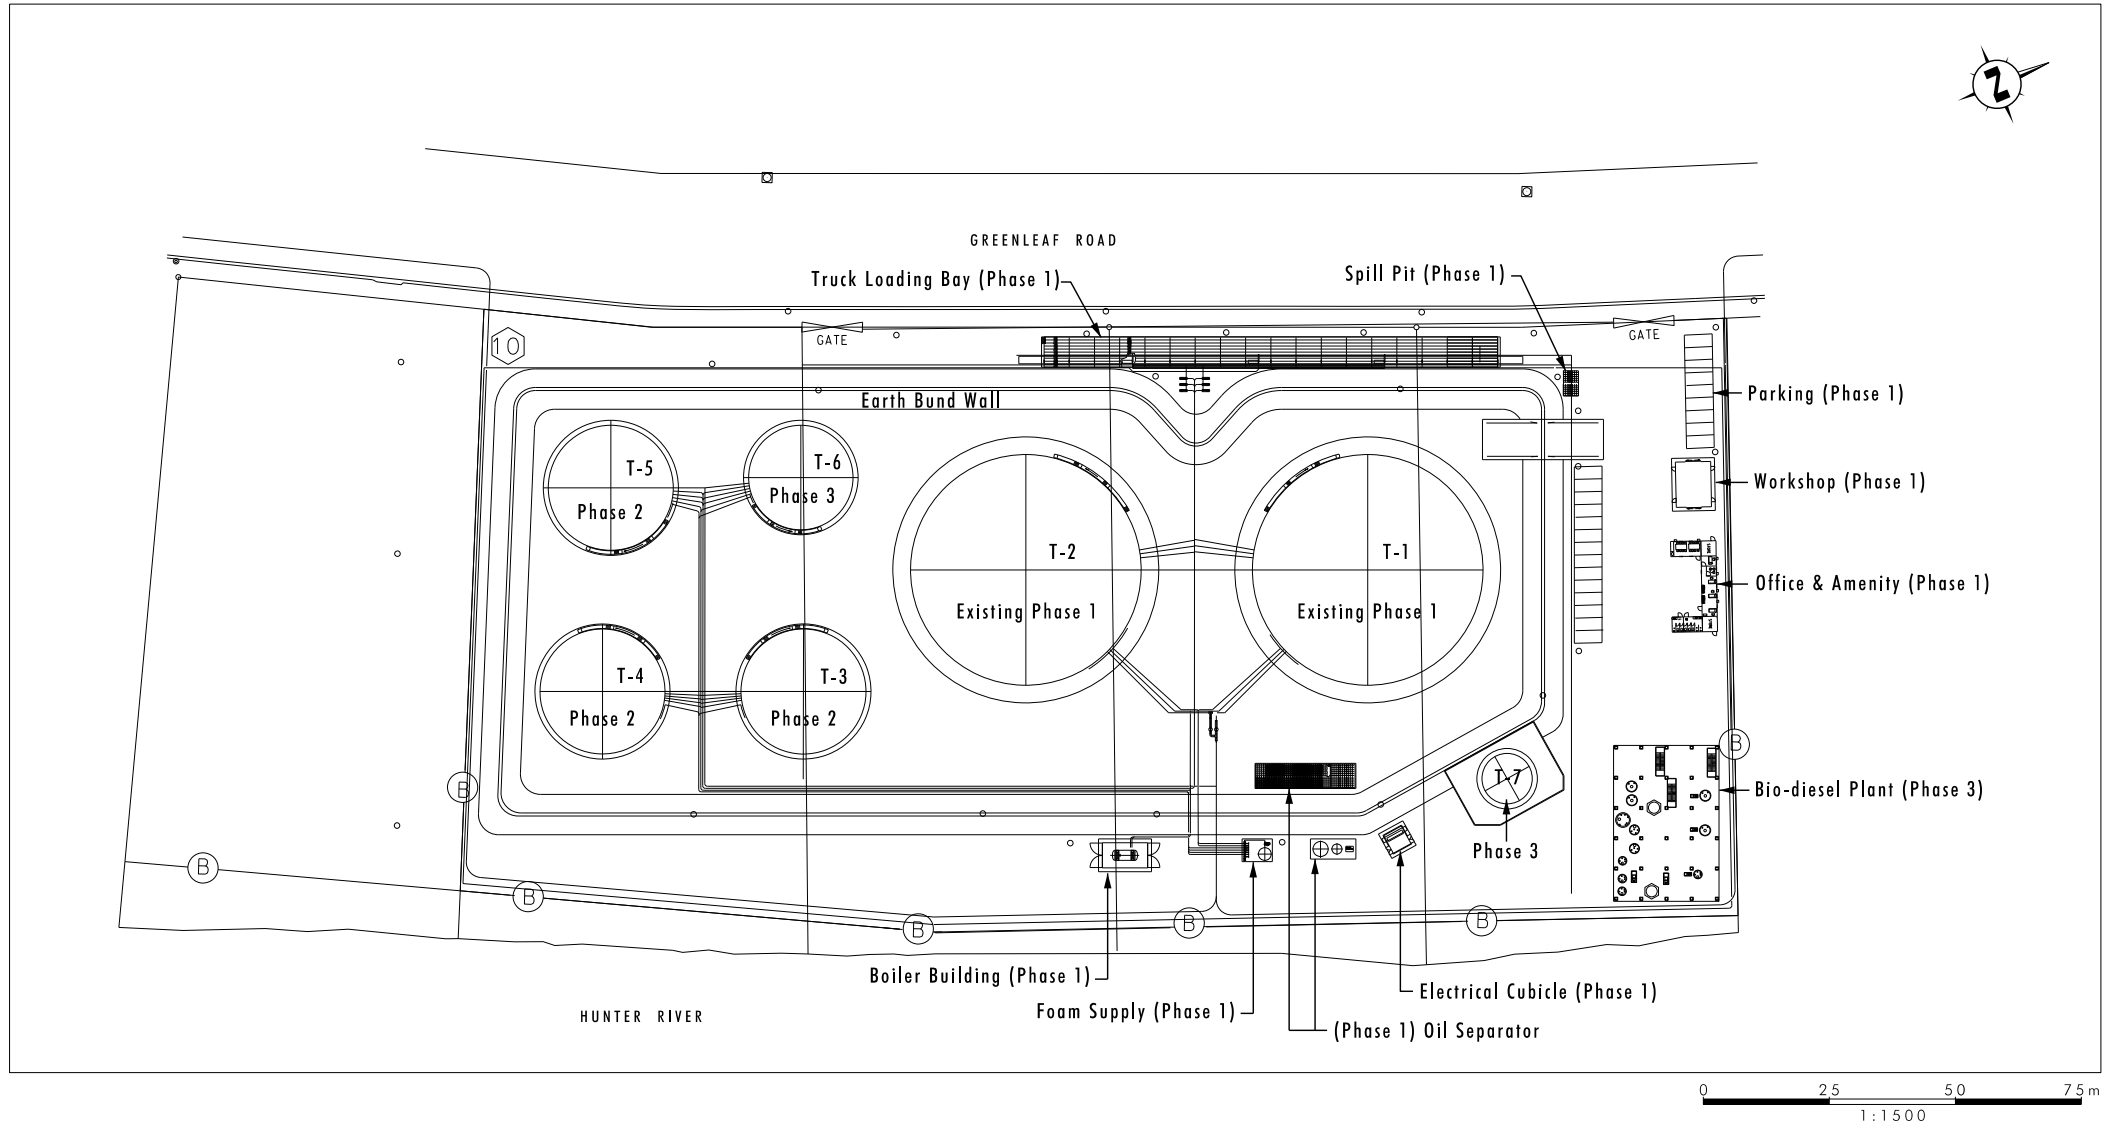 Z
GREENLEAF ROAD
Truck Loading Bay (Phase 1)
Spill Pit (Phase 1)
10
GATE
GATE
Earth Bund Wall
Parking (Phase 1)
T-5
Phase 2
T-6
Phase 3
Workshop (Phase 1)
T-2
Existing Phase 1
T-1
Existing Phase 1
Office & Amenity (Phase 1)
T-4
Phase 2
T-3
Phase 2
B
B
T-7
Phase 3
Bio-diesel Plant (Phase 3)
B
B
B
B
B
Boiler Building (Phase 1)
Foam Supply (Phase 1)
Electrical Cubicle (Phase 1)
(Phase 1) Oil Separator
HUNTER RIVER
0 25 50 75m
1:1500